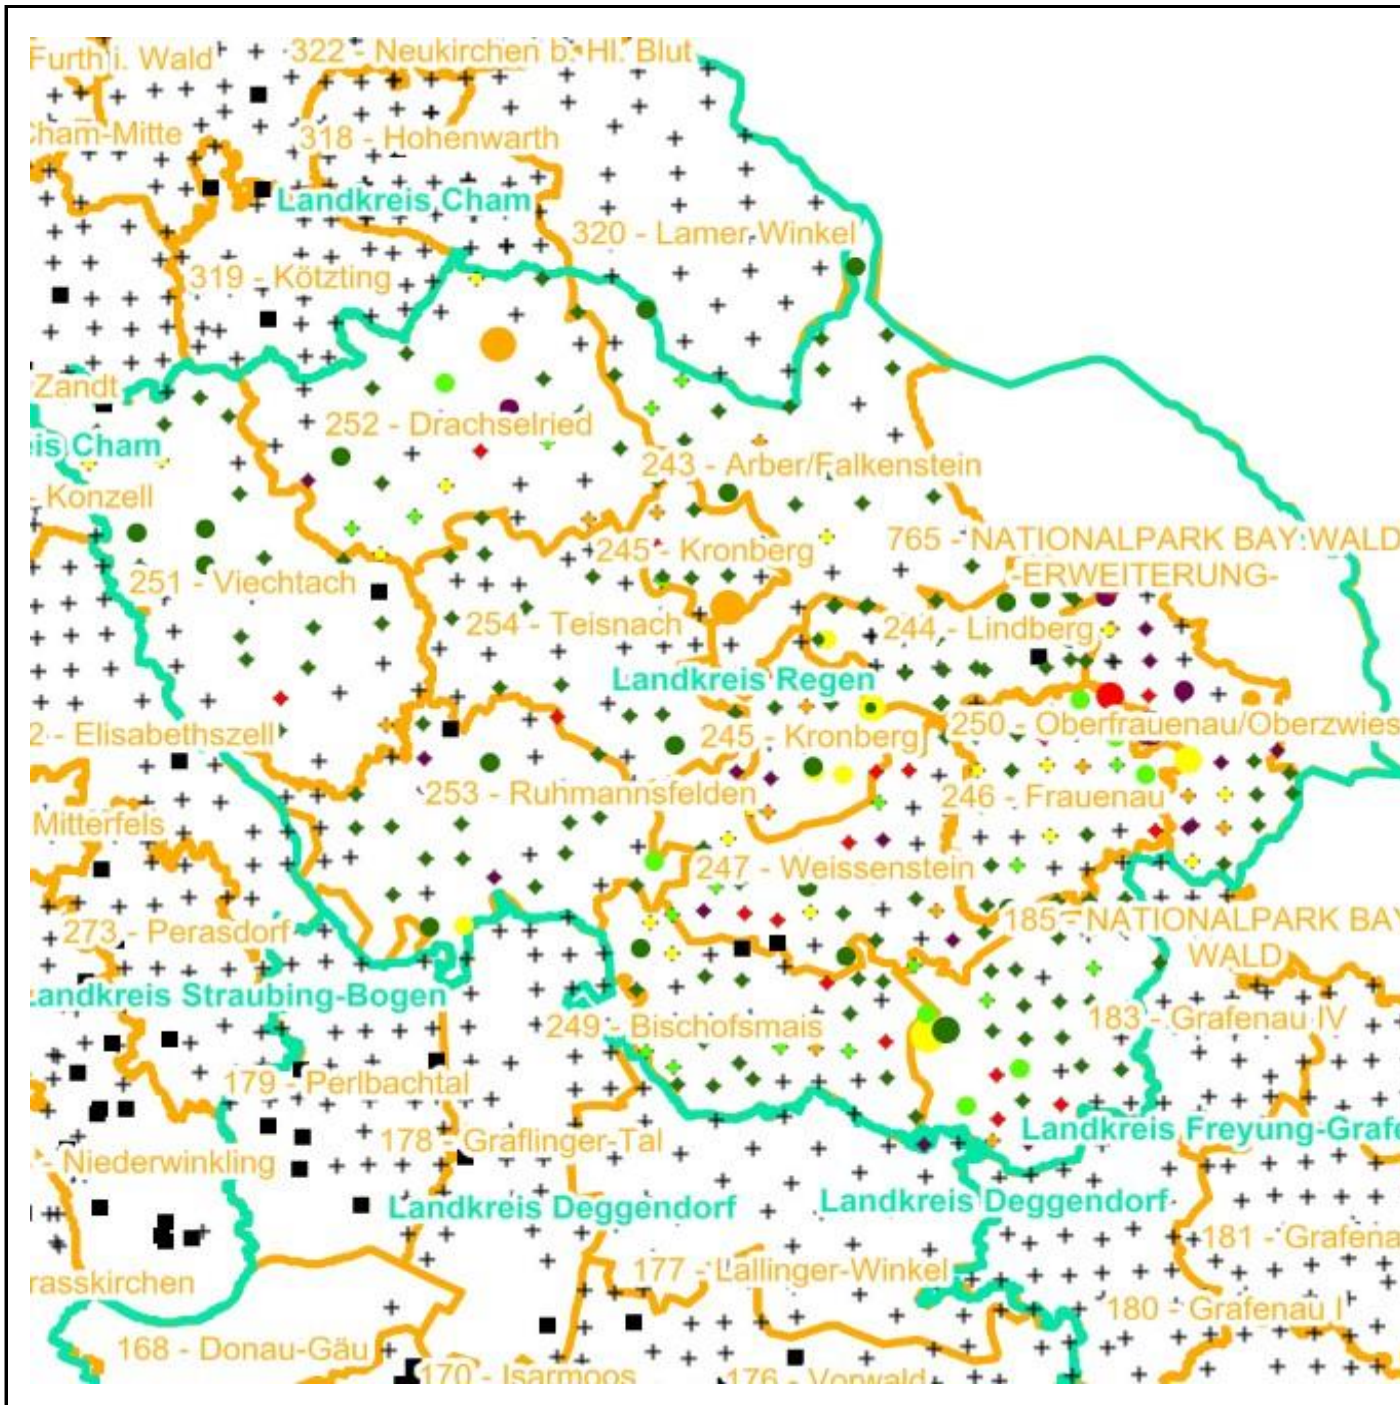 Furth i. Wald
322 - Neukirchen b. Hl. Blut
Cham-Mitte
318 - Hohenwarth
Landkreis Cham
320 - Lamer Winkel
319 - Kötzting
Zandt
252 - Drachselried
eis Cham
243 - Arber/Falkenstein
- Konzell
765 - NATIONALPARK BAY WALD
-ERWEITERUNG-
245 - Kronberg
251 - Viechtach
254 - Teisnach
244 - Lindberg
Landkreis Regen
250 - Oberfrauenau/Oberzwies
2 - Elisabethszell
245 - Kronberg
253 - Ruhmannsfelden
246 - Frauenau
Mitterfels
247 - Weissenstein
185 - NATIONALPARK BA
WALD
273 - Perasdorf
Landkreis Straubing-Bogen
249 - Bischofsmais
183 - Grafenau IV
179 - Perlbachtal
Landkreis Freyung-Grafe
178 - Graflinger-Tal
- Niederwinkling
Landkreis Deggendorf
Landkreis Deggendorf
181 - Grafena
177 - Lallinger-Winkel
rasskirchen
180 - Grafenau I
168 - Donau-Gäu
170 - Isarmoos
176 - Vorwald